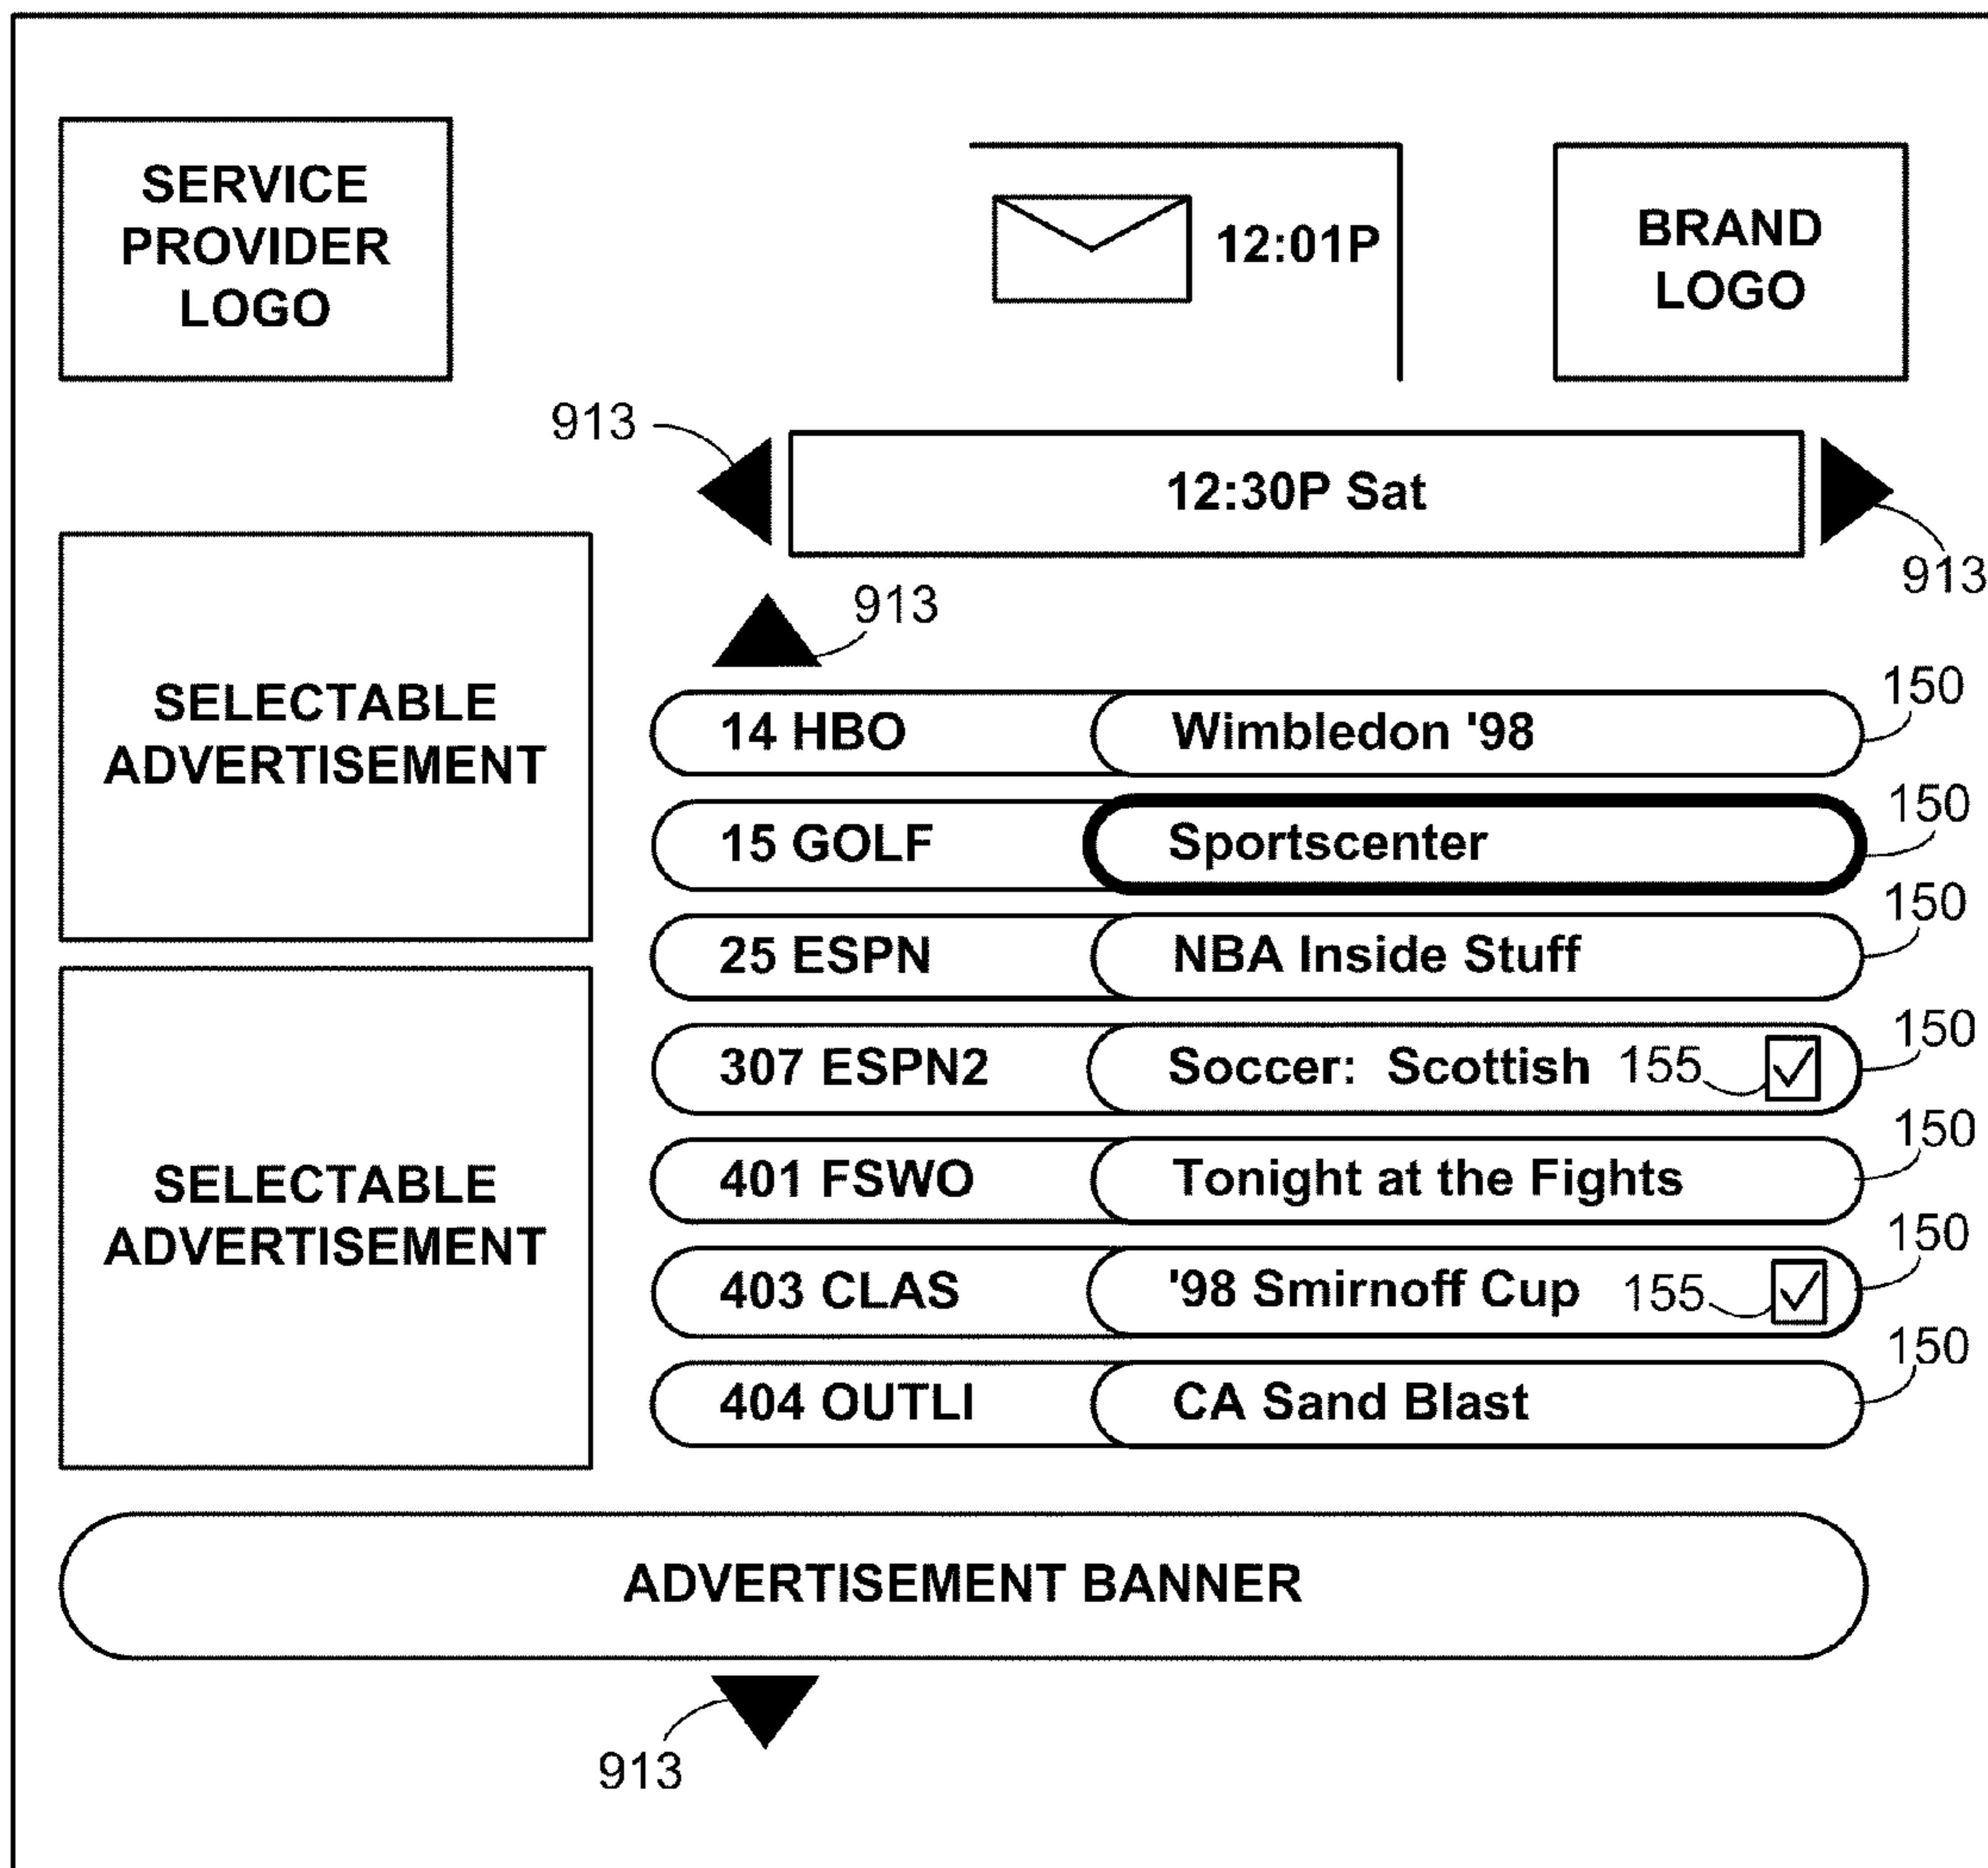 SERVICE
PROVIDER
LOGO
12:01P
BRAND
LOGO
913
12:30P Sat
913
913
SELECTABLE
ADVERTISEMENT
14 HBO Wimbledon '98 150
15 GOLF Sportscenter 150
25 ESPN NBA Inside Stuff 150
307 ESPN2 Soccer: Scottish 155 150
SELECTABLE
ADVERTISEMENT
401 FSWO Tonight at the Fights 150
403 CLAS '98 Smirnoff Cup 155 150
404 OUTLI CA Sand Blast 150
ADVERTISEMENT BANNER
913